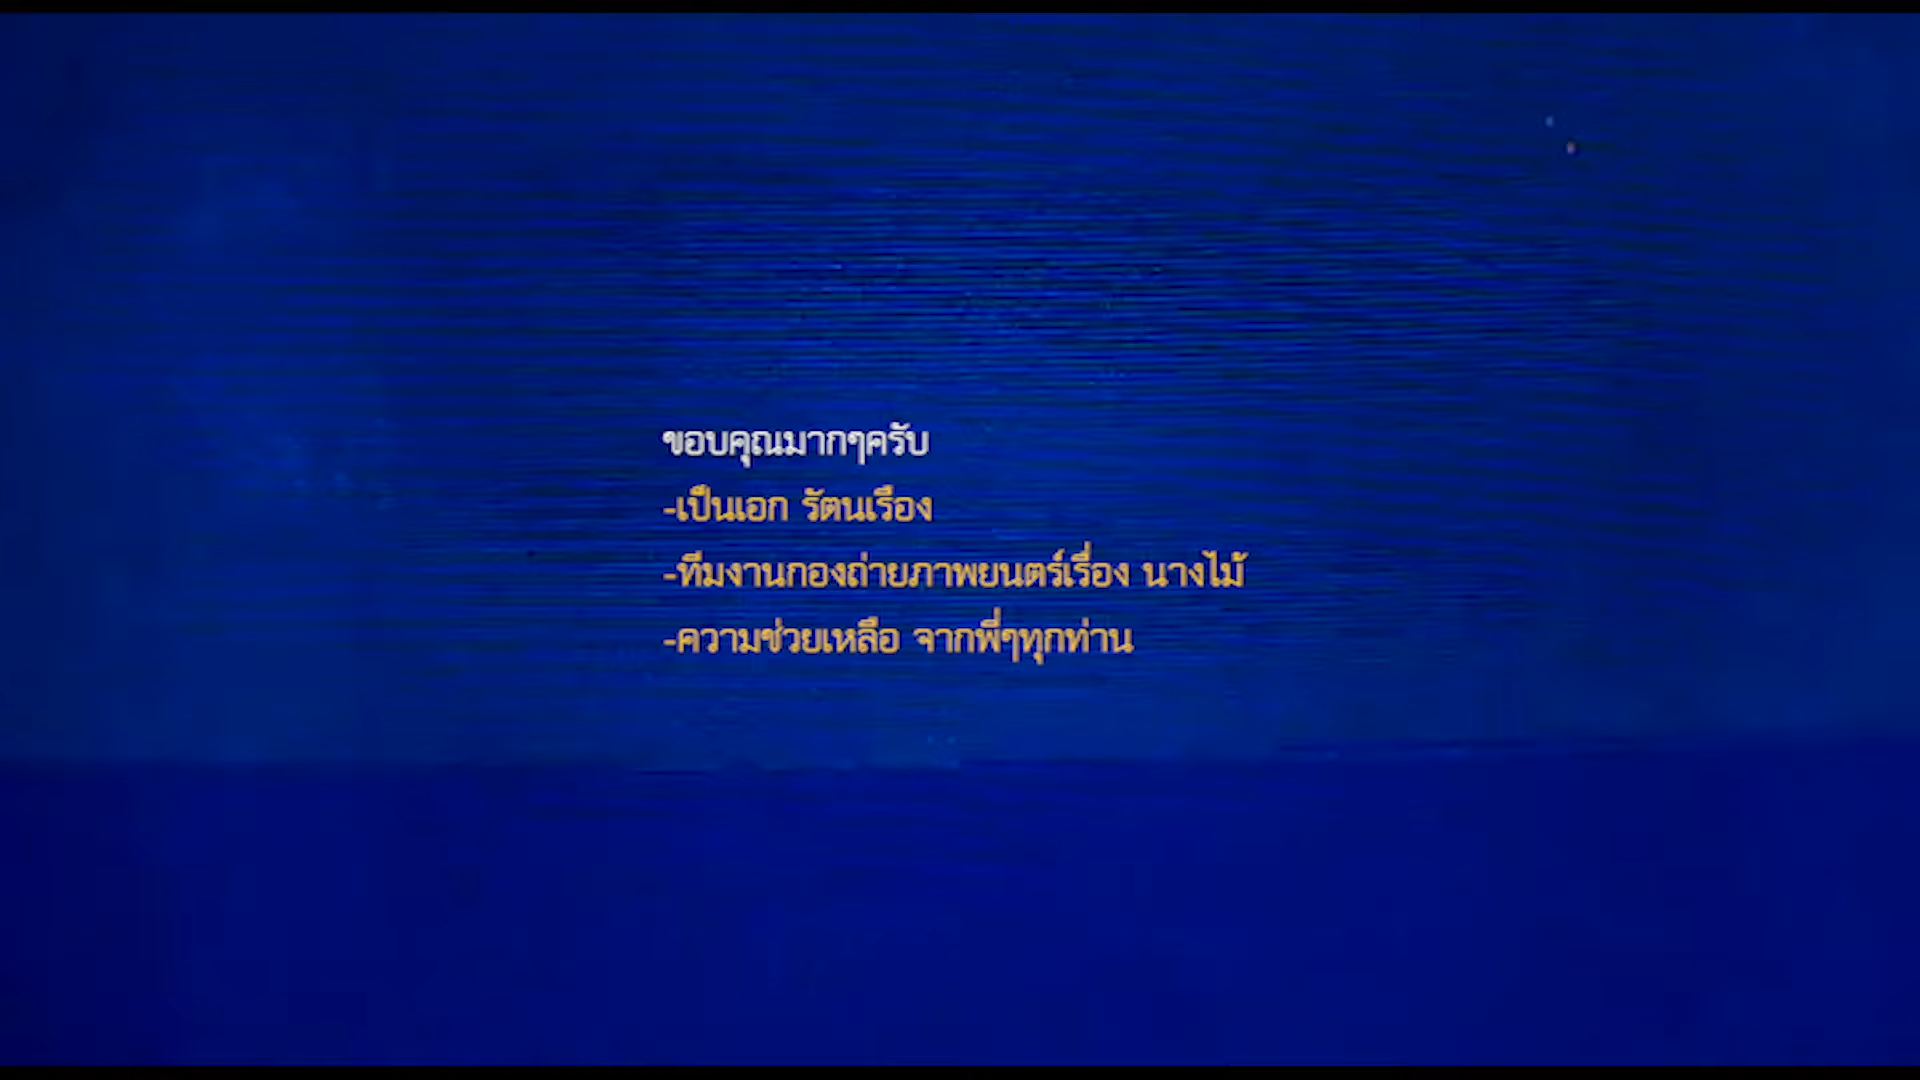 ขอบคุณมากๆครับ
-เป็นเอก รัตนเรือง
-ทีมงานกองถ่ายภาพยนตร์เรื่อง นางไม้
-ความช่วยเหลือ จากพี่ๆทุกท่าน